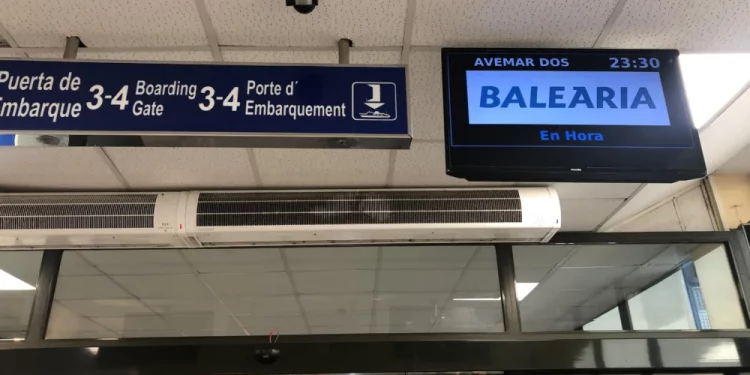 Puerta de
Embarque
3-4
Boarding
Gate
3-4
Porte d´
Embarquement
AVEMAR DOS 23:30
BALEARIA
En Hora